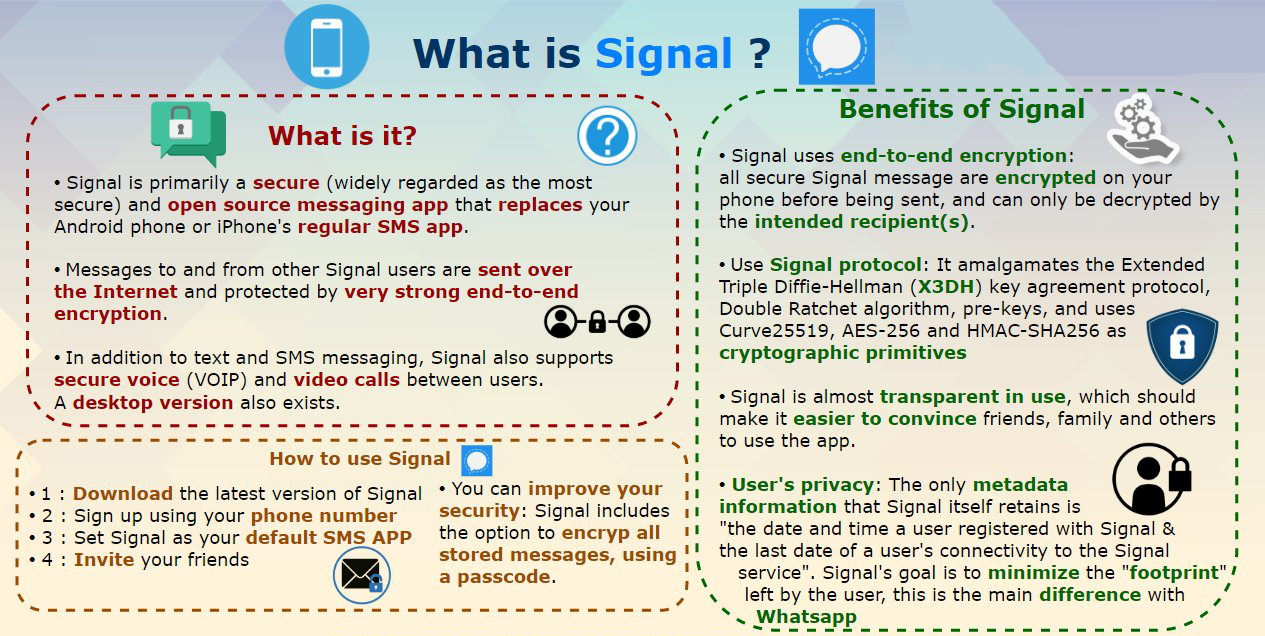 What is Signal ?
What is it?
• Signal is primarily a secure (widely regarded as the most
secure) and open source messaging app that replaces your
Android phone or iPhone's regular SMS app.
• Messages to and from other Signal users are sent over
the Internet and protected by very strong end-to-end
encryption.
• In addition to text and SMS messaging, Signal also supports
secure voice (VOIP) and video calls between users.
A desktop version also exists.
How to use Signal
• 1 : Download the latest version of Signal
• 2 : Sign up using your phone number
• 3 : Set Signal as your default SMS APP
• 4 : Invite your friends
• You can improve your
security: Signal includes
the option to encryp all
stored messages, using
a passcode.
Benefits of Signal
• Signal uses end-to-end encryption:
all secure Signal message are encrypted on your
phone before being sent, and can only be decrypted by
the intended recipient(s).
• Use Signal protocol: It amalgamates the Extended
Triple Diffie-Hellman (X3DH) key agreement protocol,
Double Ratchet algorithm, pre-keys, and uses
Curve25519, AES-256 and HMAC-SHA256 as
cryptographic primitives
• Signal is almost transparent in use, which should
make it easier to convince friends, family and others
to use the app.
• User's privacy: The only metadata
information that Signal itself retains is
"the date and time a user registered with Signal &
the last date of a user's connectivity to the Signal
service". Signal's goal is to minimize the "footprint"
left by the user, this is the main difference with
Whatsapp